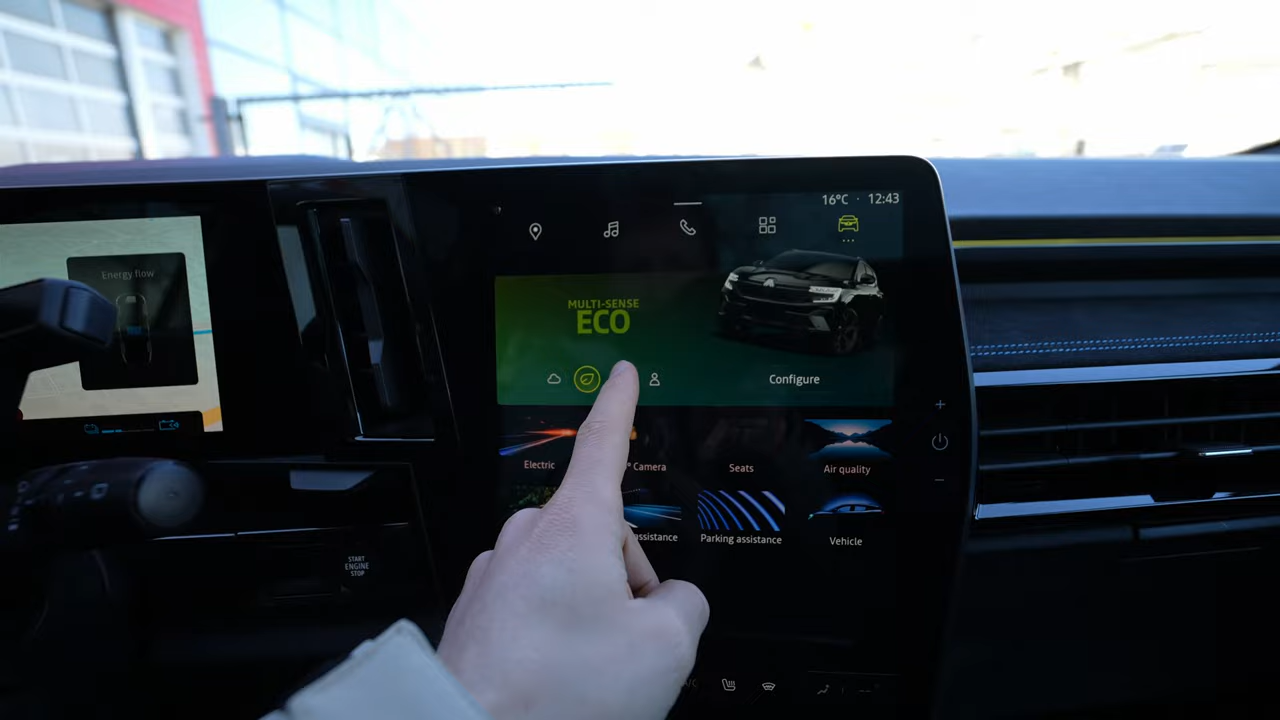 16°C · 12:43
Energy flow
MULTI-SENSE
ECO
Configure
Electric
° Camera
Seats
Air quality
assistance
Parking assistance
Vehicle
START
ENGINE
STOP